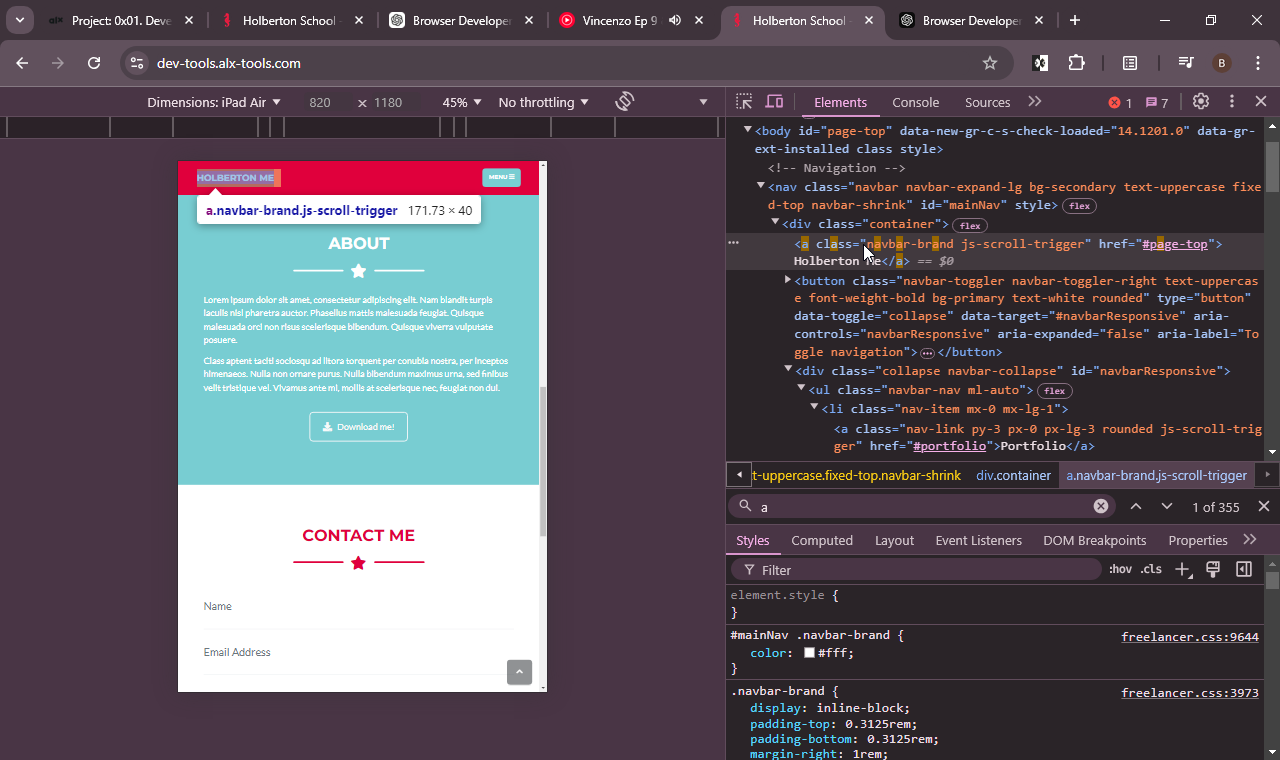 Project: 0x01. Deve
Holberton School -
Browser Developer
Vincenzo Ep 9
Holberton School -
Browser Developer
dev-tools.alx-tools.com
B
Dimensions: iPad Air
820 × 1180
45%
No throttling
Elements
Console
Sources
1
7
HOLBERTON ME
MENU
a.navbar-brand.js-scroll-trigger 171.73 × 40
ABOUT
Lorem ipsum dolor sit amet, consectetur adipiscing elit. Nam blandit turpis
iaculis nisl pharetra auctor. Phasellus mattis malesuada feugiat. Quisque
malesuada orci non risus scelerisque bibendum. Quisque viverra vulputate
posuere.
Class aptent taciti sociosqu ad litora torquent per conubia nostra, per inceptos
himenaeos. Nulla non ornare purus. Nulla bibendum maximus urna, sed finibus
velit tristique vel. Vivamus ante mi, mollis at scelerisque nec, feugiat non dui.
Download me!
CONTACT ME
Name
Email Address
<body id="page-top" data-new-gr-c-s-check-loaded="14.1201.0" data-gr-
ext-installed class style>
<!-- Navigation -->
<nav class="navbar navbar-expand-lg bg-secondary text-uppercase fixe
d-top navbar-shrink" id="mainNav" style> flex
<div class="container"> flex
<a class="navbar-brand js-scroll-trigger" href="#page-top">
Holberton Me</a> == $0
<button class="navbar-toggler navbar-toggler-right text-uppercas
e font-weight-bold bg-primary text-white rounded" type="button"
data-toggle="collapse" data-target="#navbarResponsive" aria-
controls="navbarResponsive" aria-expanded="false" aria-label="To
ggle navigation">…</button>
<div class="collapse navbar-collapse" id="navbarResponsive">
<ul class="navbar-nav ml-auto"> flex
<li class="nav-item mx-0 mx-lg-1">
<a class="nav-link py-3 px-0 px-lg-3 rounded js-scroll-trig
ger" href="#portfolio">Portfolio</a>
t-uppercase.fixed-top.navbar-shrink
div.container
a.navbar-brand.js-scroll-trigger
a
1 of 355
Styles
Computed
Layout
Event Listeners
DOM Breakpoints
Properties
Filter
:hov
.cls
element.style {
}
#mainNav .navbar-brand {
freelancer.css:9644
color: #fff;
}
.navbar-brand {
freelancer.css:3973
display: inline-block;
padding-top: 0.3125rem;
padding-bottom: 0.3125rem;
margin-right: 1rem;